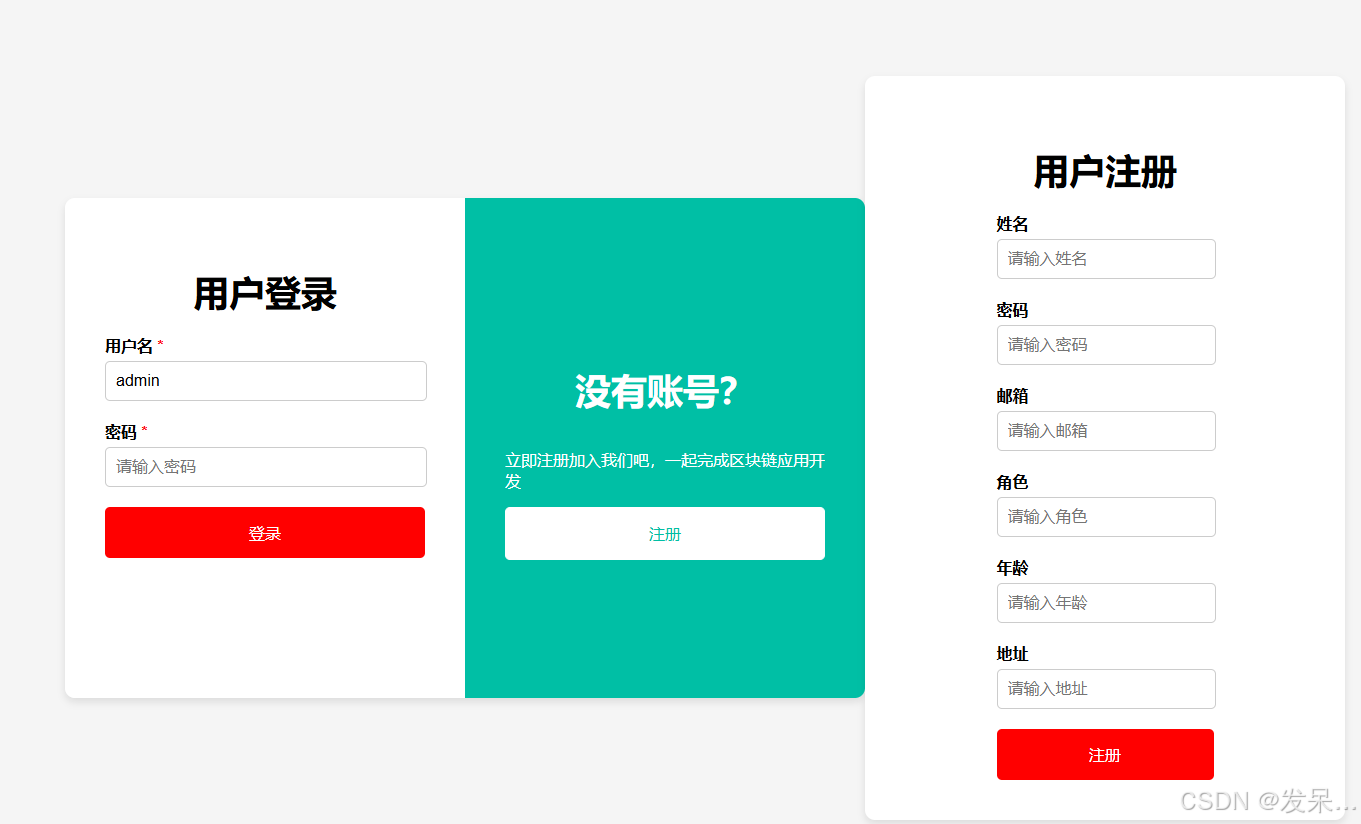 用户登录
用户名 *
admin
密码 *
请输入密码
登录
没有账号？
立即注册加入我们吧，一起完成区块链应用开
发
注册
用户注册
姓名
请输入姓名
密码
请输入密码
邮箱
请输入邮箱
角色
请输入角色
年龄
请输入年龄
地址
请输入地址
注册
CSDN @发呆...